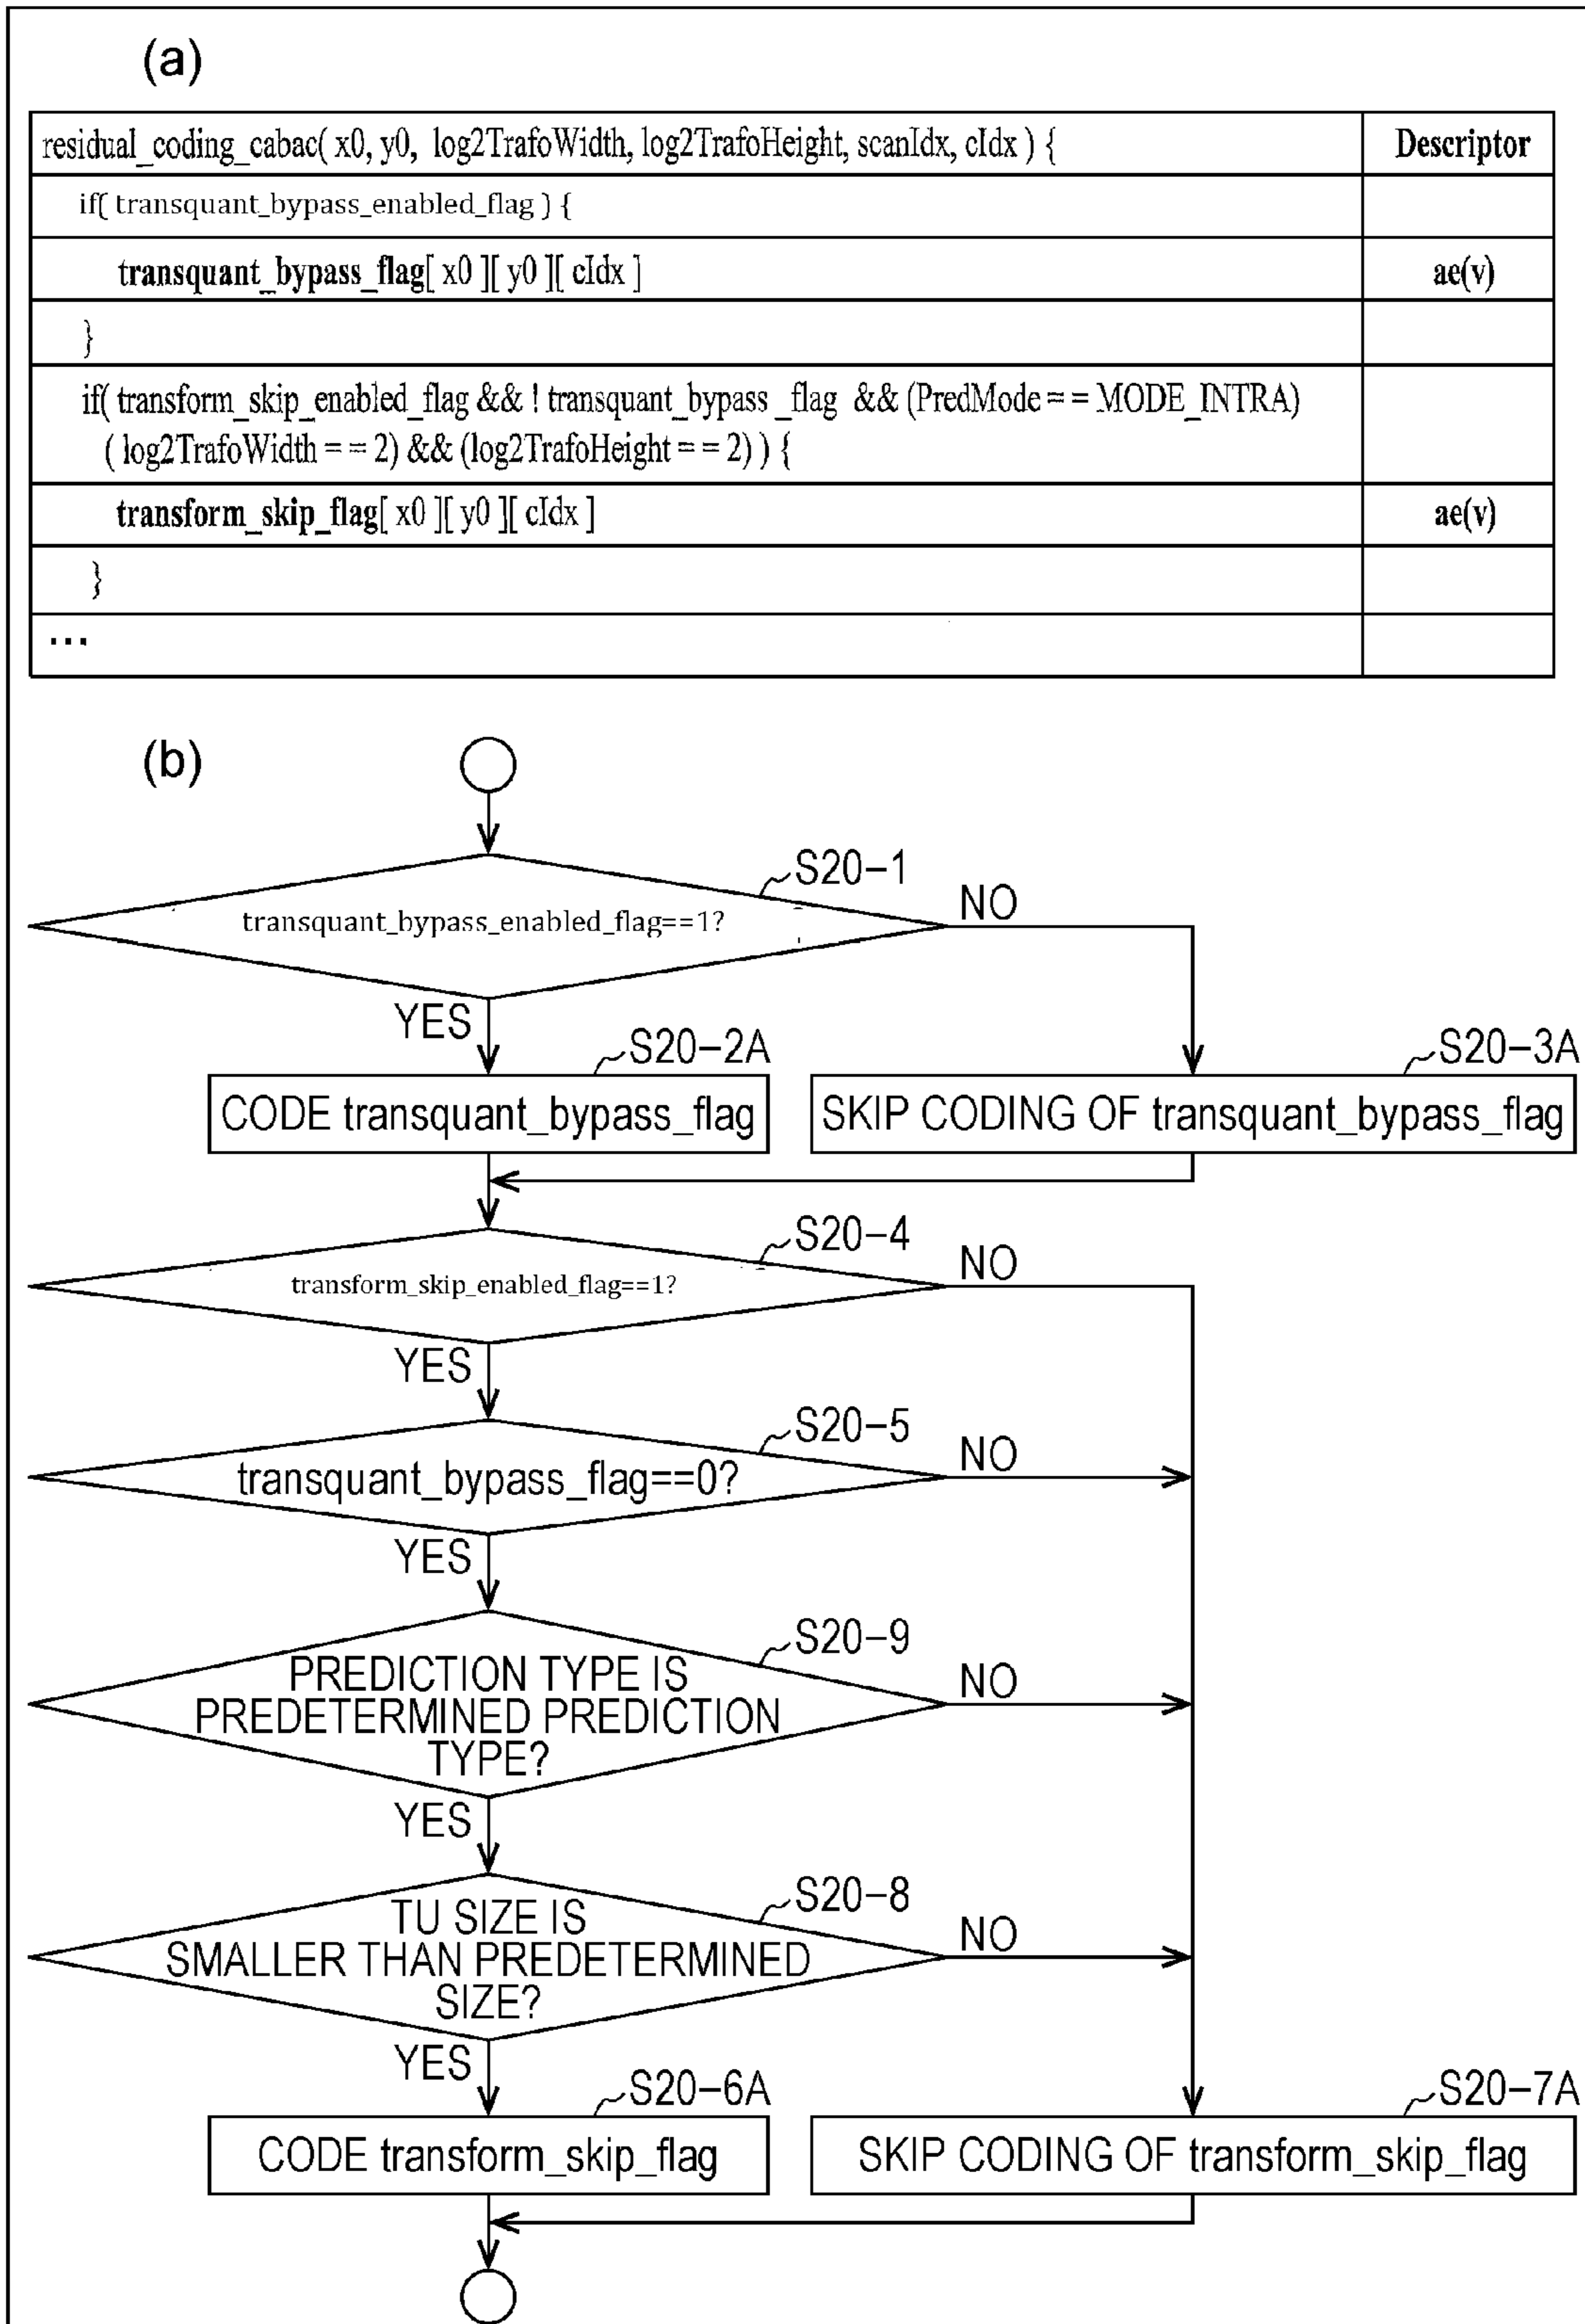 (a)
residual_coding_cabac( x0, y0, log2TrafoWidth, log2TrafoHeight, scanIdx, cIdx ) {
Descriptor
if( transquant_bypass_enabled_flag ) {
transquant_bypass_flag[ x0 ][ y0 ][ cIdx ]
ae(v)
}
if( transform_skip_enabled_flag && ! transquant_bypass _flag && (PredMode = = MODE_INTRA)
( log2TrafoWidth = = 2) && (log2TrafoHeight = = 2) ) {
transform_skip_flag[ x0 ][ y0 ][ cIdx ]
ae(v)
}
...
(b)
S20-1
transquant_bypass_enabled_flag==1?
NO
YES
S20-2A
S20-3A
CODE transquant_bypass_flag
SKIP CODING OF transquant_bypass_flag
S20-4
transform_skip_enabled_flag==1?
NO
YES
S20-5
transquant_bypass_flag==0?
NO
YES
S20-9
PREDICTION TYPE IS
PREDETERMINED PREDICTION
TYPE?
NO
YES
S20-8
TU SIZE IS
SMALLER THAN PREDETERMINED
SIZE?
NO
YES
S20-6A
S20-7A
CODE transform_skip_flag
SKIP CODING OF transform_skip_flag